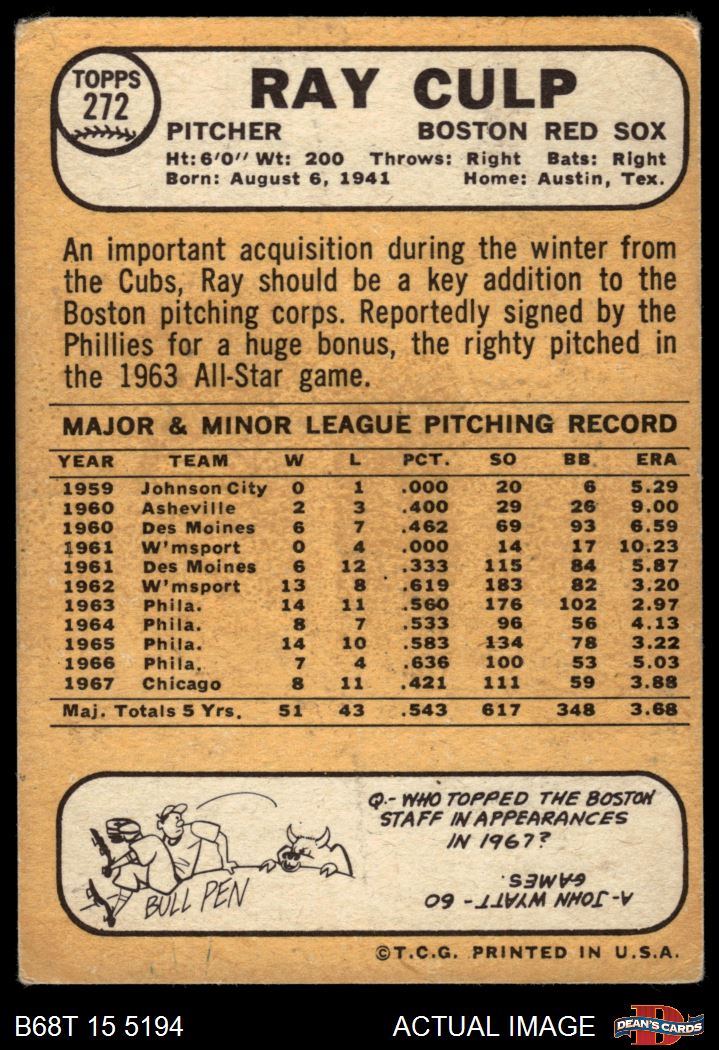 TOPPS
272
RAY CULP
PITCHER BOSTON RED SOX
Ht: 6'0" Wt: 200 Throws: Right Bats: Right
Born: August 6, 1941 Home: Austin, Tex.
An important acquisition during the winter from
the Cubs, Ray should be a key addition to the
Boston pitching corps. Reportedly signed by the
Phillies for a huge bonus, the righty pitched in
the 1963 All-Star game.
MAJOR & MINOR LEAGUE PITCHING RECORD
YEAR TEAM W L PCT. SO BB ERA
1959 Johnson City 0 1 .000 20 6 5.29
1960 Asheville 2 3 .400 29 26 9.00
1960 Des Moines 6 7 .462 69 93 6.59
1961 W'msport 0 4 .000 14 17 10.23
1961 Des Moines 6 12 .333 115 84 5.87
1962 W'msport 13 8 .619 183 82 3.20
1963 Phila. 14 11 .560 176 102 2.97
1964 Phila. 8 7 .533 96 56 4.13
1965 Phila. 14 10 .583 134 78 3.22
1966 Phila. 7 4 .636 100 53 5.03
1967 Chicago 8 11 .421 111 59 3.88
Maj. Totals 5 Yrs. 51 43 .543 617 348 3.68
Q.- WHO TOPPED THE BOSTON
STAFF IN APPEARANCES
IN 1967?
A- JOHN WYATT - 60
GAMES
BULL PEN
©T.C.G. PRINTED IN U.S.A.
B68T 15 5194 ACTUAL IMAGE DEAN'S CARDS